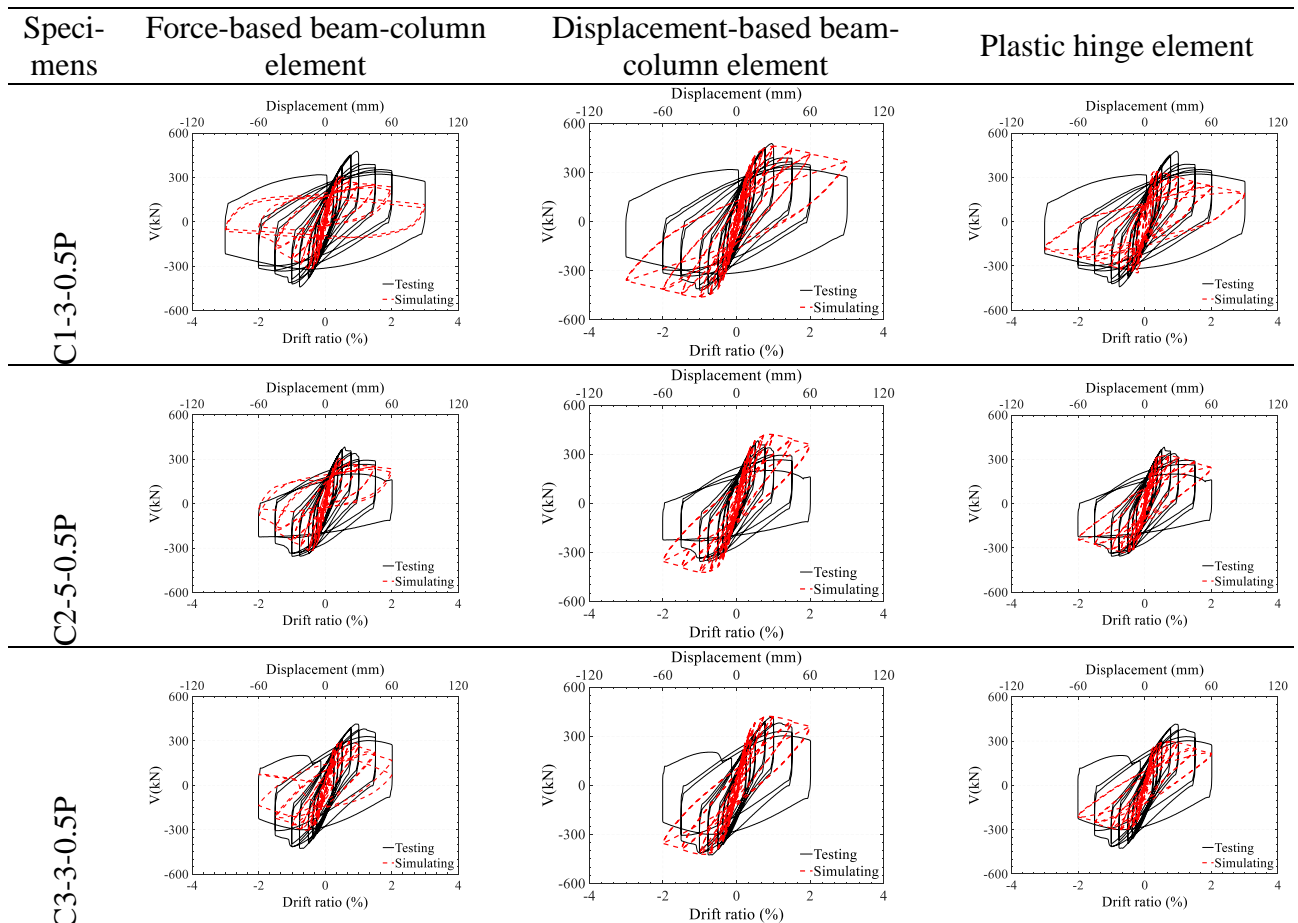 Speci-
mens
Force-based beam-column
element
Displacement-based beam-
column element
Plastic hinge element
C1-3-0.5P
Displacement (mm)
-120 -60 0 60 120
600
300
0
-300
-600
V(kN)
Testing
Simulating
-4 -2 0 2 4
Drift ratio (%)
Displacement (mm)
-120 -60 0 60 120
600
300
0
-300
-600
V(kN)
Testing
Simulating
-4 -2 0 2 4
Drift ratio (%)
Displacement (mm)
-120 -60 0 60 120
600
300
0
-300
-600
V(kN)
Testing
Simulating
-4 -2 0 2 4
Drift ratio (%)
C2-5-0.5P
Displacement (mm)
-120 -60 0 60 120
600
300
0
-300
-600
V(kN)
Testing
Simulating
-4 -2 0 2 4
Drift ratio (%)
Displacement (mm)
-120 -60 0 60 120
600
300
0
-300
-600
V(kN)
Testing
Simulating
-4 -2 0 2 4
Drift ratio (%)
Displacement (mm)
-120 -60 0 60 120
600
300
0
-300
-600
V(kN)
Testing
Simulating
-4 -2 0 2 4
Drift ratio (%)
C3-3-0.5P
Displacement (mm)
-120 -60 0 60 120
600
300
0
-300
-600
V(kN)
Testing
Simulating
-4 -2 0 2 4
Drift ratio (%)
Displacement (mm)
-120 -60 0 60 120
600
300
0
-300
-600
V(kN)
Testing
Simulating
-4 -2 0 2 4
Drift ratio (%)
Displacement (mm)
-120 -60 0 60 120
600
300
0
-300
-600
V(kN)
Testing
Simulating
-4 -2 0 2 4
Drift ratio (%)